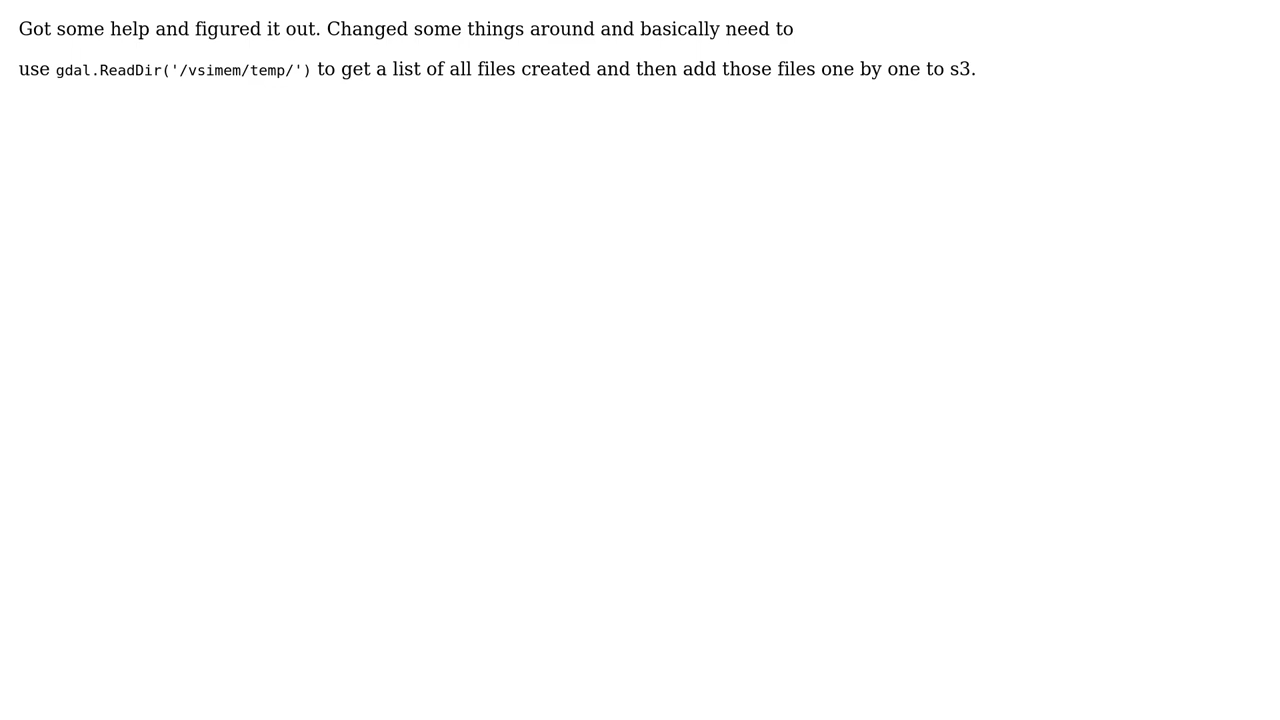 Got some help and figured it out. Changed some things around and basically need to
use gdal.ReadDir('/vsimem/temp/') to get a list of all files created and then add those files one by one to s3.